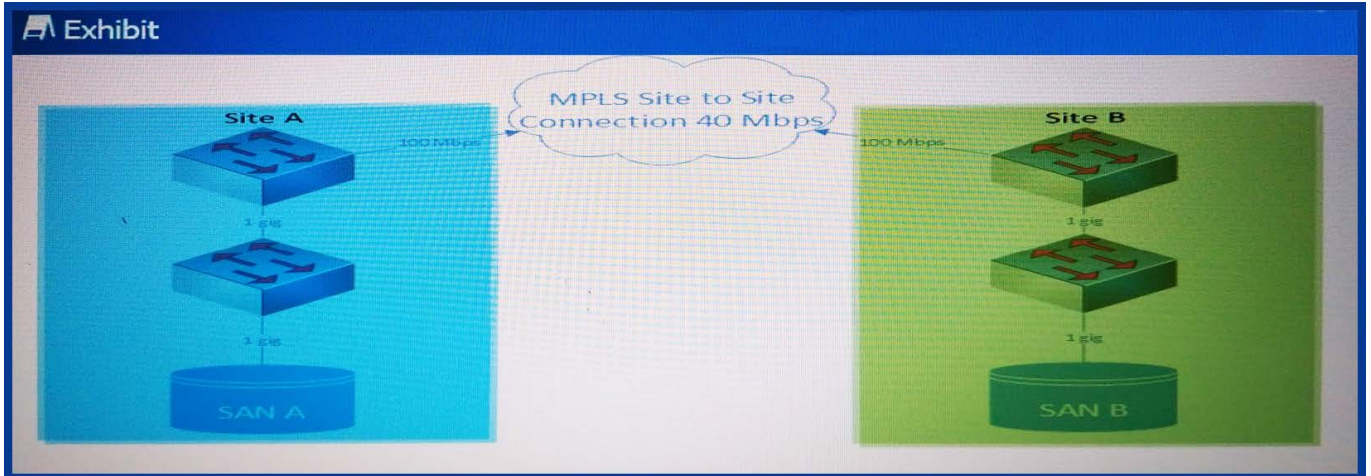 Exhibit
MPLS Site to Site
Connection 40 Mbps
Site A
100 Mbps
1 gig
1 gig
SAN A
Site B
100 Mbps
1 gig
1 gig
SAN B